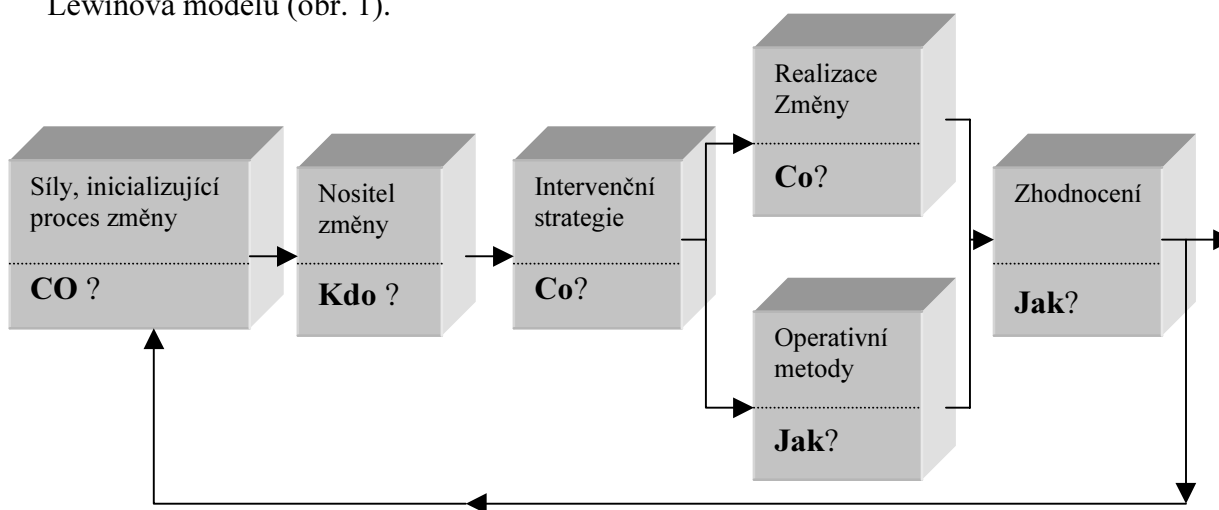 Lewinova modelu (obr. 1).
Síly, inicializující
proces změny
CO ?
Nositel
změny
Kdo ?
Intervenční
strategie
Co?
Realizace
Změny
Co?
Operativní
metody
Jak?
Zhodnocení
Jak?